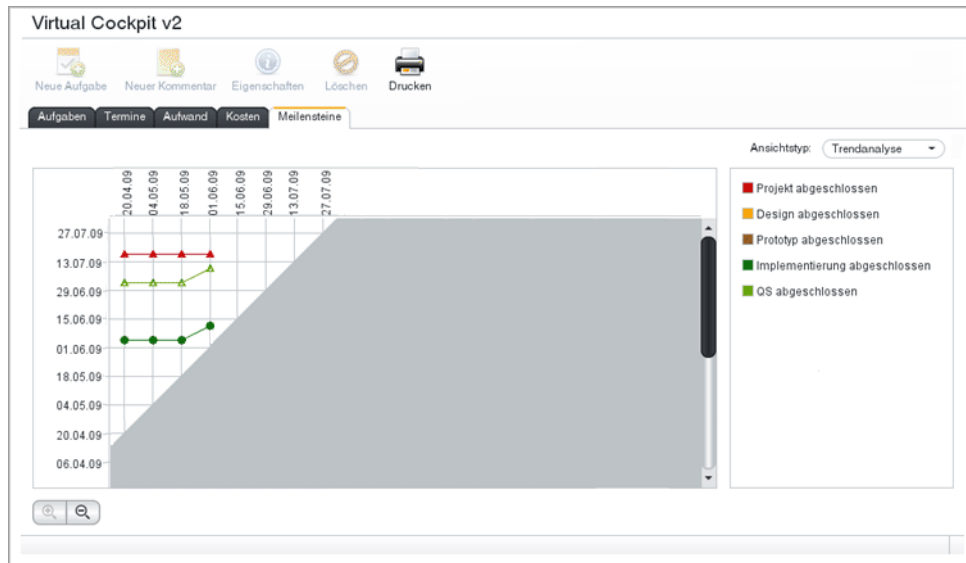 Virtual Cockpit v2
Neue Aufgabe Neuer Kommentar Eigenschaften Löschen Drucken
Aufgaben Termine Aufwand Kosten Meilensteine
Ansichtstyp: Trendanalyse
20.04.09 04.05.09 18.05.09 01.06.09 15.06.09 29.06.09 13.07.09 27.07.09
27.07.09
13.07.09
29.06.09
15.06.09
01.06.09
18.05.09
04.05.09
20.04.09
06.04.09
Projekt abgeschlossen
Design abgeschlossen
Prototyp abgeschlossen
Implementierung abgeschlossen
QS abgeschlossen